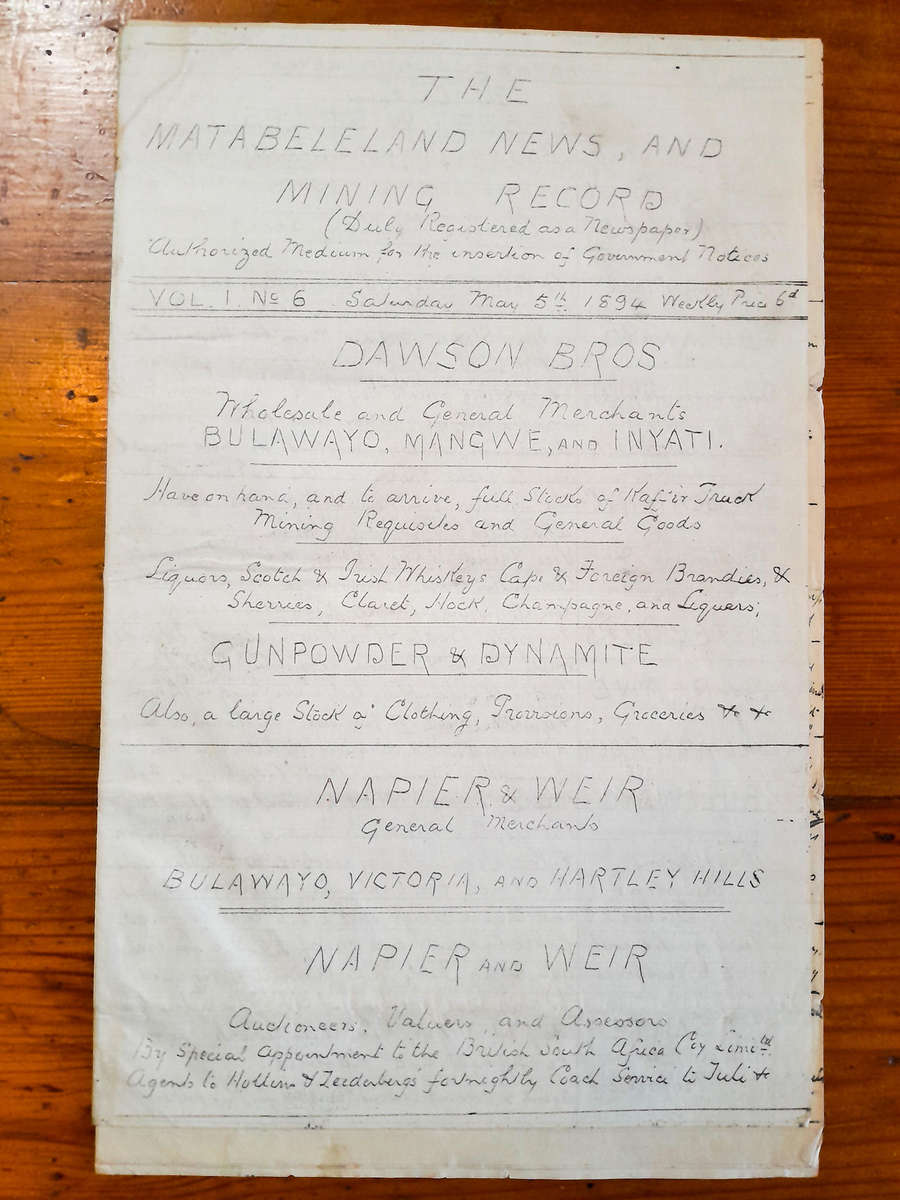 THE
MATABELELAND NEWS, AND
MINING RECORD
(Duly Registered as a Newspaper)
Authorized Medium for the insertion of Government Notices
VOL. I. No 6 Saturday May 5th 1894 Weekly Price 6d
DAWSON BROS
Wholesale and General Merchants
BULAWAYO, MANGWE, AND INYATI.
Have on hand, and to arrive, full Stocks of Kaffir Truck
Mining Requisites and General Goods
Liquors, Scotch & Irish Whiskeys Cape & Foreign Brandies, &
Sherries, Claret, Hock, Champagne, and Liquers;
GUNPOWDER & DYNAMITE
Also, a large Stock of Clothing, Provisions, Groceries &c &c
NAPIER & WEIR
General Merchants
BULAWAYO, VICTORIA, AND HARTLEY HILLS
NAPIER AND WEIR
Auctioneers, Valuers, and Assessors
By Special Appointment to the British South Africa Coy Limitd.
Agents to Zeederbergs' fortnightly Coach Service to Tuli &c